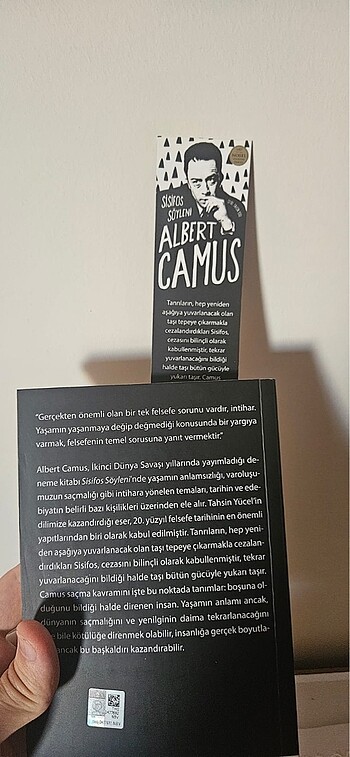 SİSİFOS
SÖYLENİ
ALBERT
CAMUS
Tanrıların, hep yeniden
aşağıya yuvarlanacak olan
taşı tepeye çıkarmakla
cezalandırdıkları Sisifos,
cezasını bilinçli olarak
kabullenmiştir, tekrar
yuvarlanacağını bildiği
halde taşı bütün gücüyle
yukarı taşır. Camus
"Gerçekten önemli olan bir tek felsefe sorunu vardır, intihar.
Yaşamın yaşanmaya değip değmediği konusunda bir yargıya
varmak, felsefenin temel sorusuna yanıt vermektir."
Albert Camus, İkinci Dünya Savaşı yıllarında yayımladığı de-
neme kitabı Sisifos Söyleni'nde yaşamın anlamsızlığı, varoluşu-
muzun saçmalığı gibi intihara yönelen temaları, tarihin ve ede-
biyatın belirli bazı kişilikleri üzerinden ele alır. Tahsin Yücel'in
dilimize kazandırdığı eser, 20. yüzyıl felsefe tarihinin en önemli
yapıtlarından biri olarak kabul edilmiştir. Tanrıların, hep yeni-
den aşağıya yuvarlanacak olan taşı tepeye çıkarmakla cezalan-
dırdıkları Sisifos, cezasını bilinçli olarak kabullenmiştir, tekrar
yuvarlanacağını bildiği halde taşı bütün gücüyle yukarı taşır.
Camus saçma kavramını işte bu noktada tanımlar: boşuna ol-
duğunu bildiği halde direnen insan. Yaşamın anlamı ancak,
dünyanın saçmalığını ve yenilginin daima tekrarlanacağını
bile kötülüğe direnmek olabilir, insanlığa gerçek boyutla-
ancak bu başkaldırı kazandırabilir.